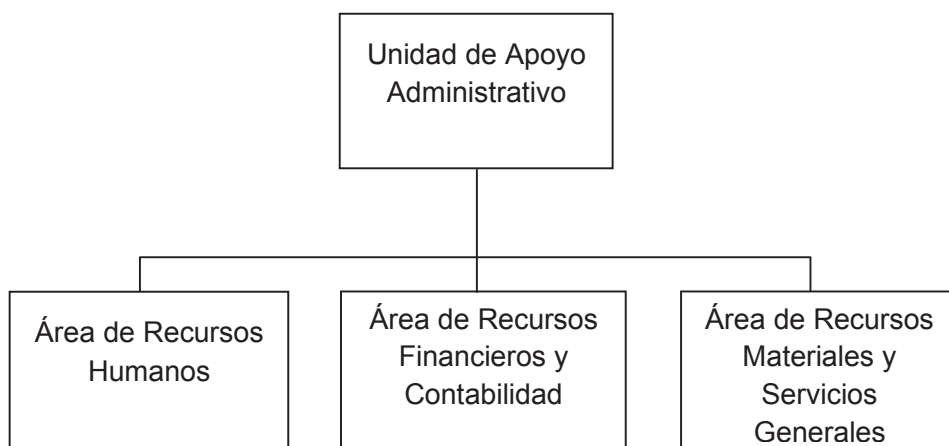 Unidad de Apoyo
Administrativo
Área de Recursos
Humanos
Área de Recursos
Financieros y
Contabilidad
Área de Recursos
Materiales y
Servicios
Generales